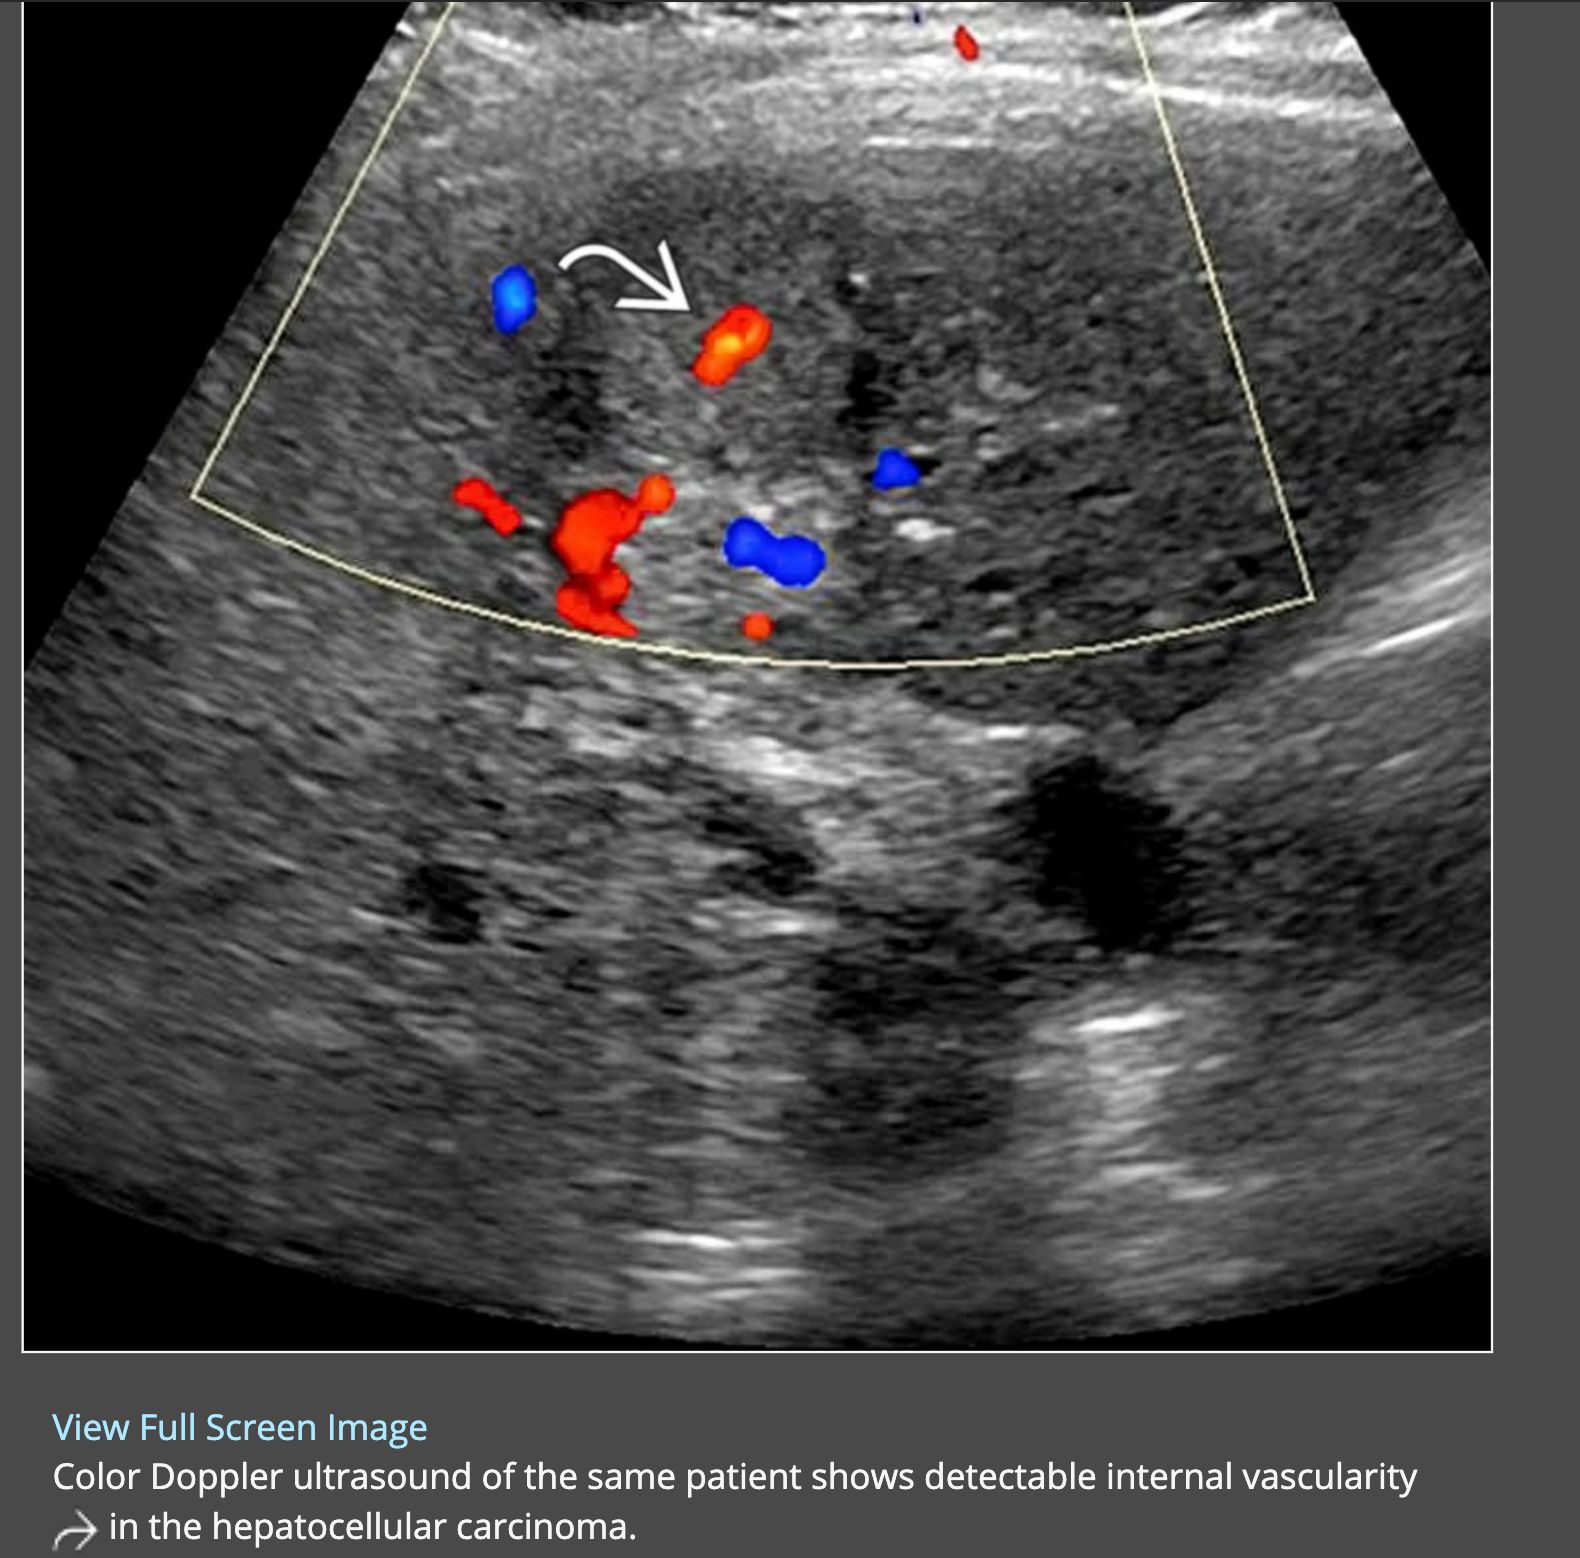 View Full Screen Image
Color Doppler ultrasound of the same patient shows detectable internal vascularity
in the hepatocellular carcinoma.